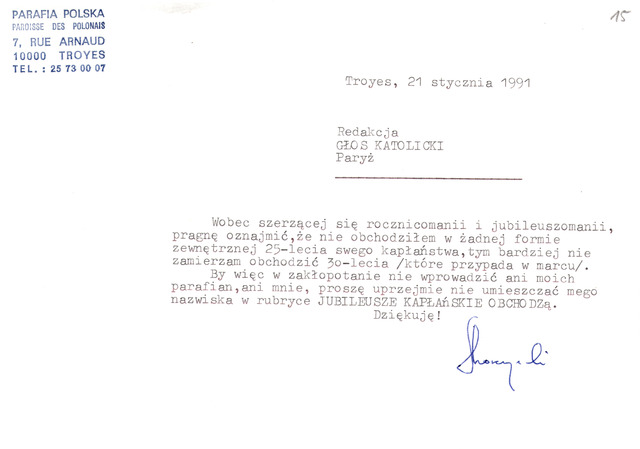 PARAFIA POLSKA
PAROISSE DES POLONAIS
7, RUE ARNAUD
10000 TROYES
TEL. : 25 73 00 07
15
Troyes, 21 stycznia 1991
Redakcja
GŁOS KATOLICKI
Paryż
Wobec szerzącej się rocznicomanii i jubileuszomanii,
pragnę oznajmić,że nie obchodziłem w żadnej formie
zewnętrznej 25-lecia swego kapłaństwa,tym bardziej nie
zamierzam obchodzić 3o-lecia /które przypada w marcu/.
By więc w zakłopotanie nie wprowadzić ani moich
parafian,ani mnie, proszę uprzejmie nie umieszczać mego
nazwiska w rubryce JUBILEUSZE KAPŁAńSKIE OBCHODZą.
Dziękuję!